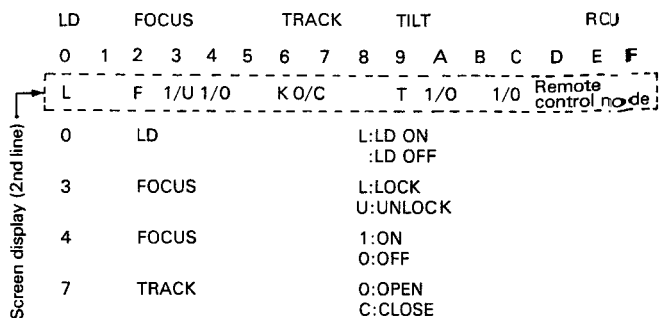 LD FOCUS TRACK TILT RCU
0 1 2 3 4 5 6 7 8 9 A B C D E F
L F 1/U 1/0 K 0/C T 1/0 1/0 Remote control mode
Screen display (2nd line)
0 LD L:LD ON
:LD OFF
3 FOCUS L:LOCK
U:UNLOCK
4 FOCUS 1:ON
0:OFF
7 TRACK 0:OPEN
C:CLOSE